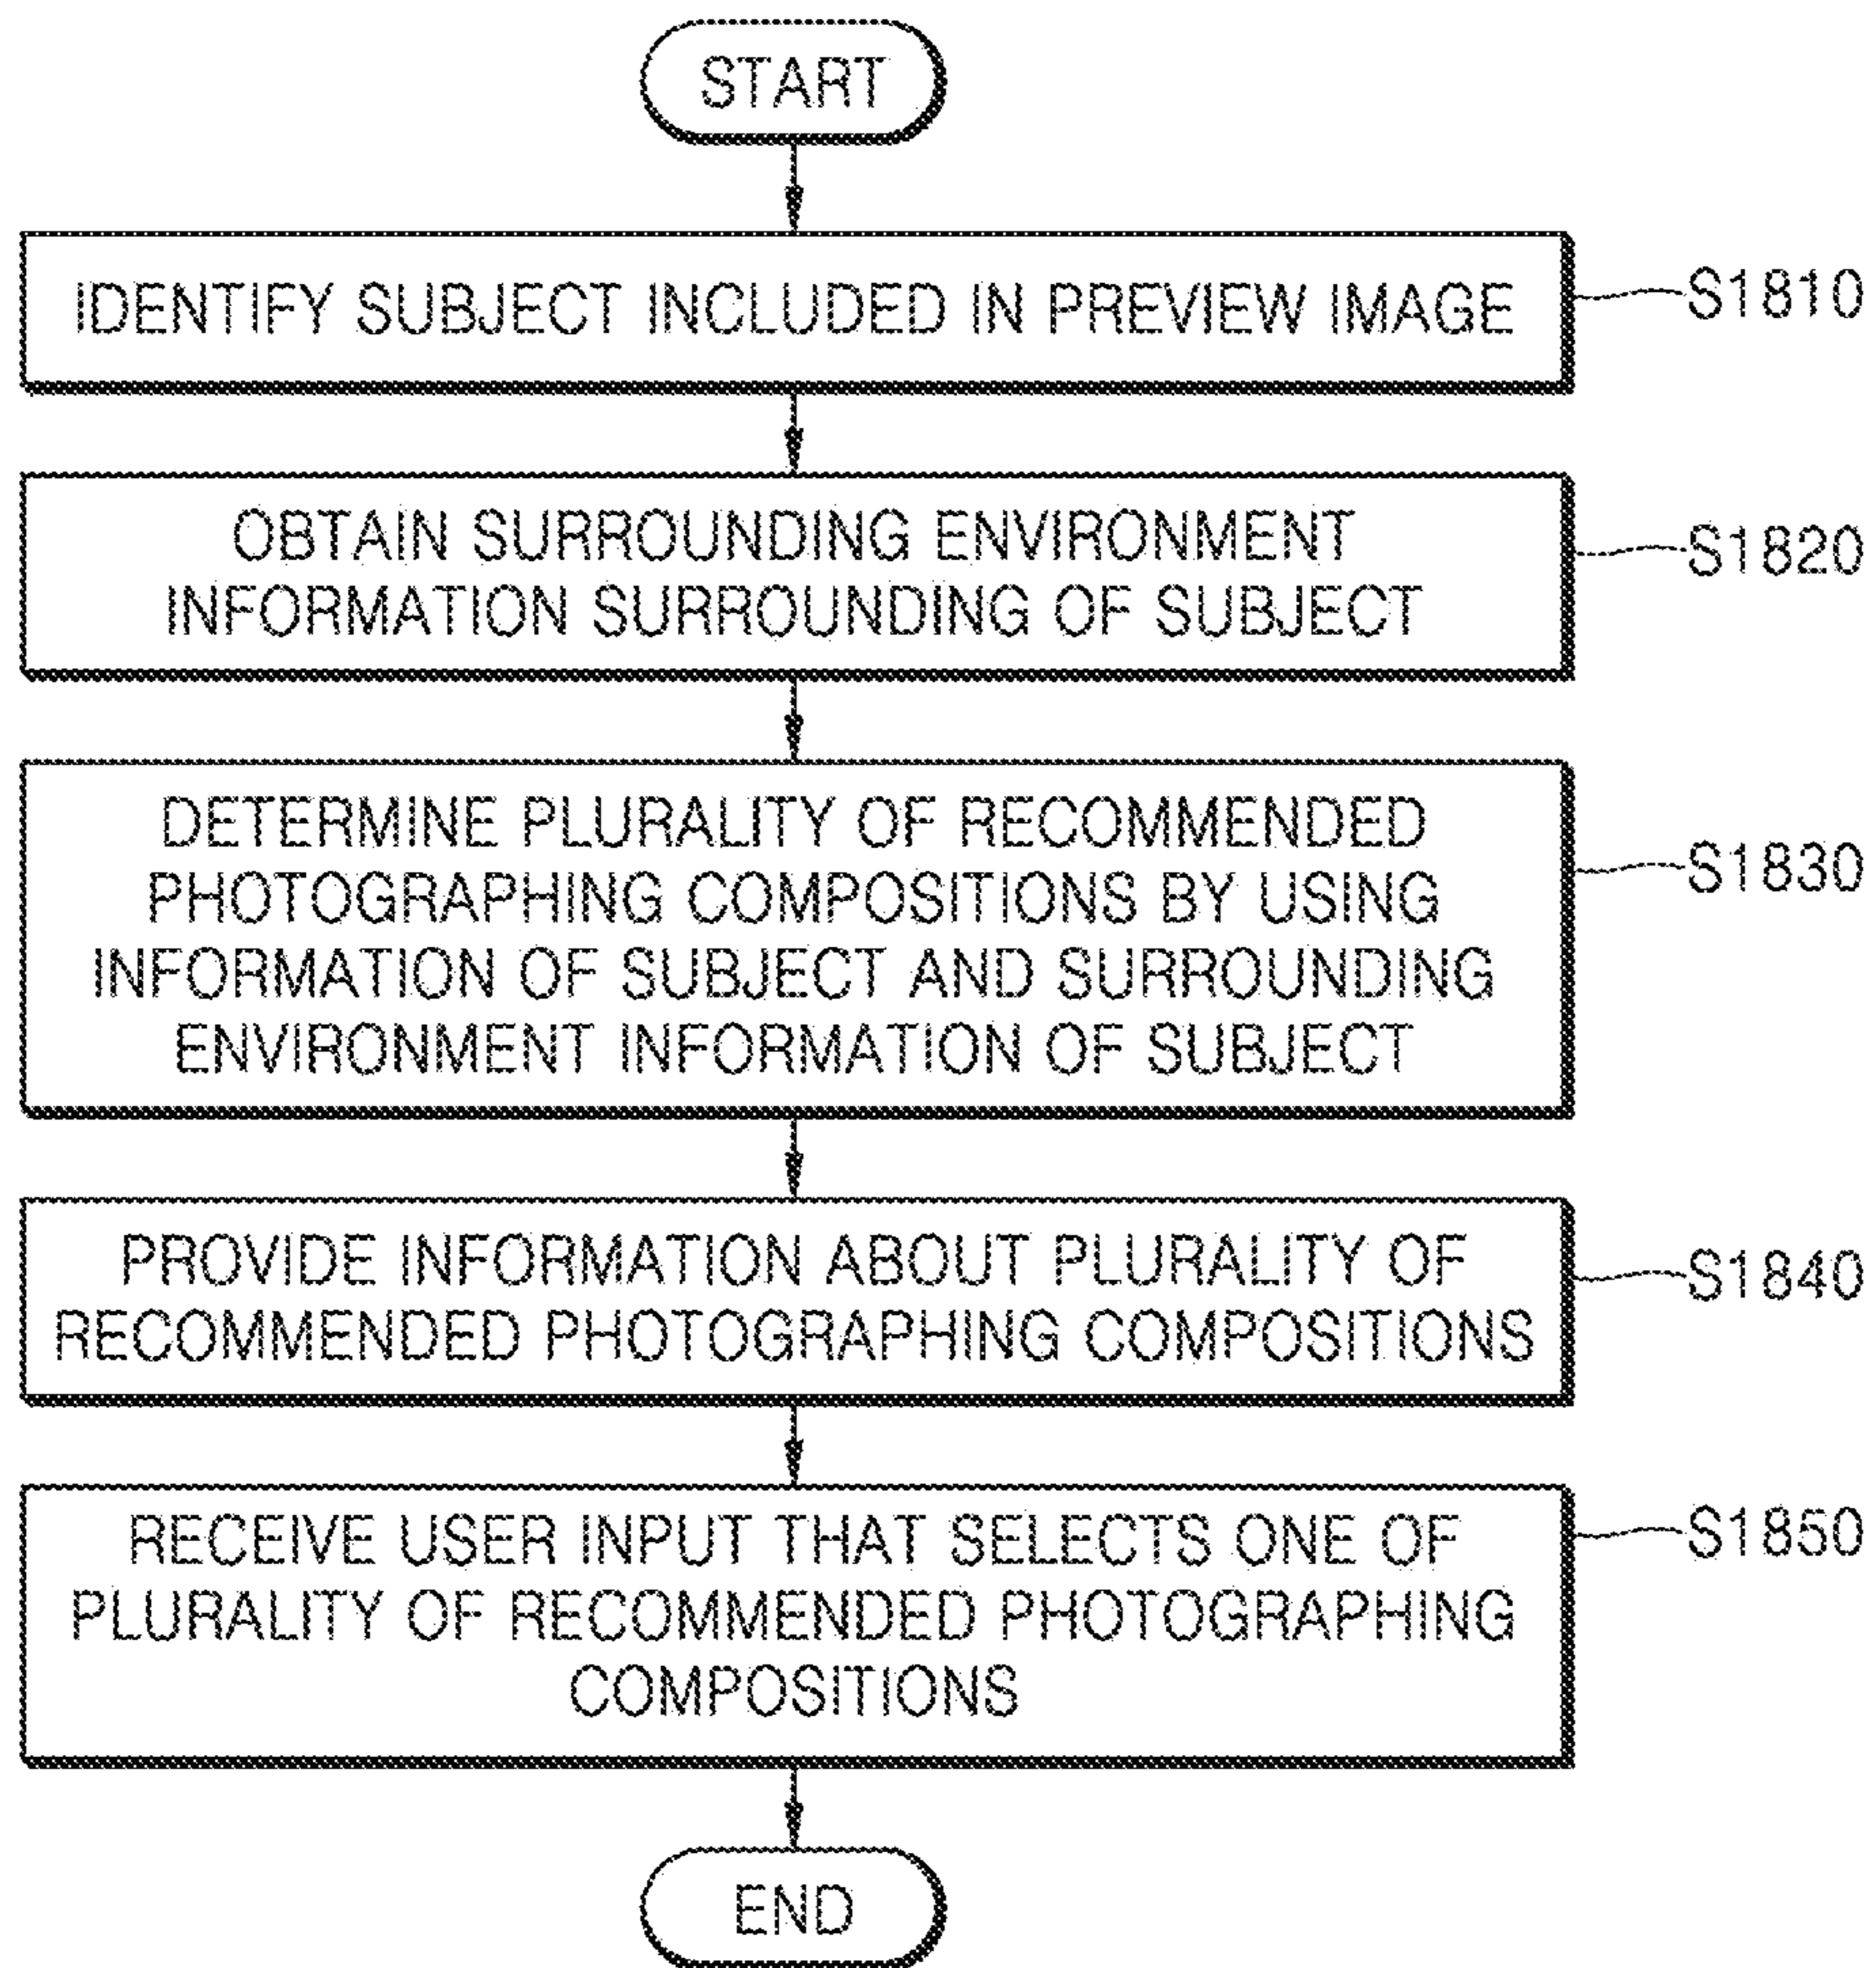 START
IDENTIFY SUBJECT INCLUDED IN PREVIEW IMAGE
S1810
OBTAIN SURROUNDING ENVIRONMENT
INFORMATION SURROUNDING OF SUBJECT
S1820
DETERMINE PLURALITY OF RECOMMENDED
PHOTOGRAPHING COMPOSITIONS BY USING
INFORMATION OF SUBJECT AND SURROUNDING
ENVIRONMENT INFORMATION OF SUBJECT
S1830
PROVIDE INFORMATION ABOUT PLURALITY OF
RECOMMENDED PHOTOGRAPHING COMPOSITIONS
S1840
RECEIVE USER INPUT THAT SELECTS ONE OF
PLURALITY OF RECOMMENDED PHOTOGRAPHING
COMPOSITIONS
S1850
END